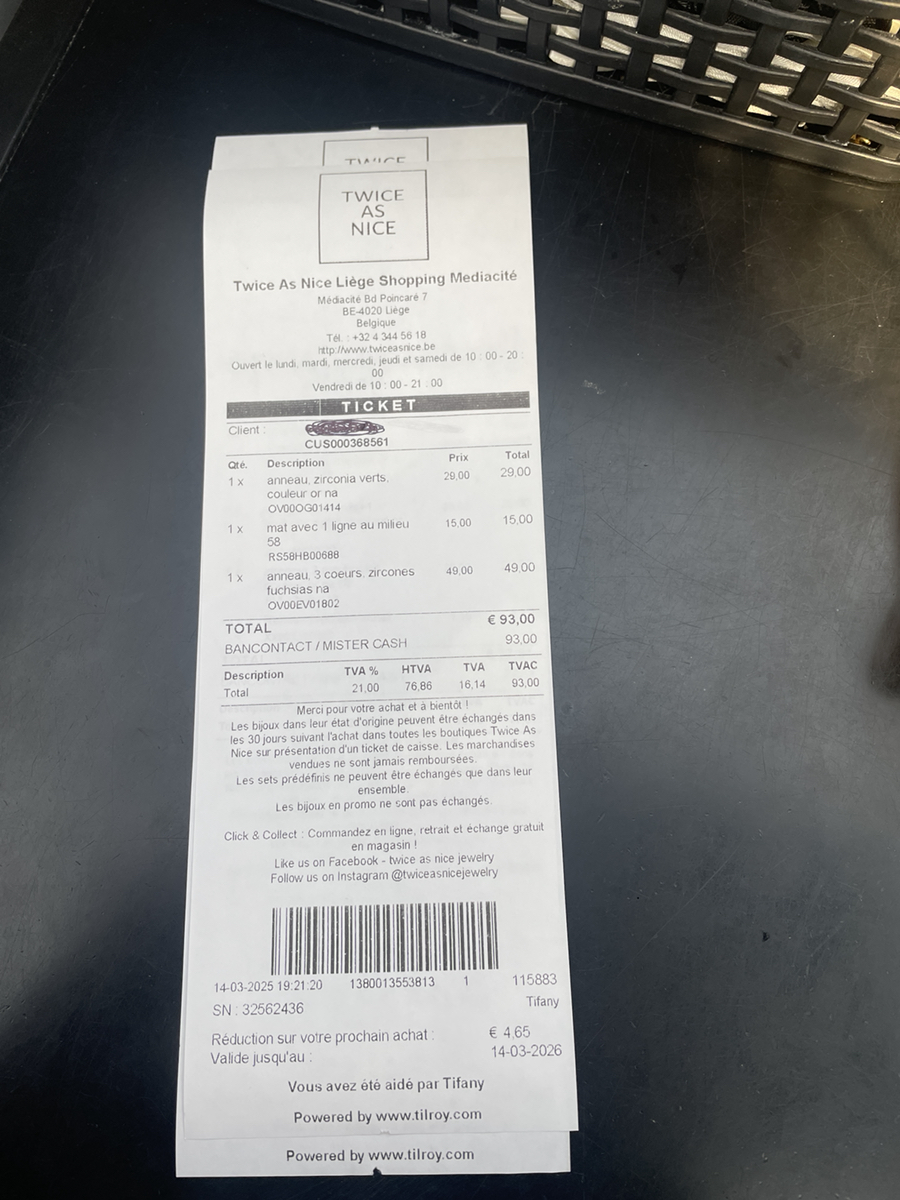 TWICE
TWICE
AS
NICE
Twice As Nice Liège Shopping Mediacité
Médiacité Bd Poincaré 7
BE-4020 Liège
Belgique
Tél. : +32 4 344 56 18
http://www.twiceasnice.be
Ouvert le lundi, mardi, mercredi, jeudi et samedi de 10 : 00 - 20 :
00
Vendredi de 10 : 00 - 21 : 00
TICKET
Client :
CUS000368561
Qté. Description Prix Total
1 x anneau, zirconia verts, 29,00 29,00
couleur or na
OV00OG01414
1 x mat avec 1 ligne au milieu 15,00 15,00
58
RS58HB00688
1 x anneau, 3 coeurs, zircones 49,00 49,00
fuchsias na
OV00EV01802
TOTAL € 93,00
BANCONTACT / MISTER CASH 93,00
Description TVA % HTVA TVA TVAC
Total 21,00 76,86 16,14 93,00
Merci pour votre achat et à bientôt !
Les bijoux dans leur état d'origine peuvent être échangés dans
les 30 jours suivant l'achat dans toutes les boutiques Twice As
Nice sur présentation d'un ticket de caisse. Les marchandises
vendues ne sont jamais remboursées.
Les sets prédéfinis ne peuvent être échangés que dans leur
ensemble.
Les bijoux en promo ne sont pas échangés.
Click & Collect : Commandez en ligne, retrait et échange gratuit
en magasin !
Like us on Facebook - twice as nice jewelry
Follow us on Instagram @twiceasnicejewelry
14-03-2025 19:21:20 1380013553813 1 115883
SN : 32562436 Tifany
Réduction sur votre prochain achat : € 4,65
Valide jusqu'au : 14-03-2026
Vous avez été aidé par Tifany
Powered by www.tilroy.com
Powered by www.tilroy.com